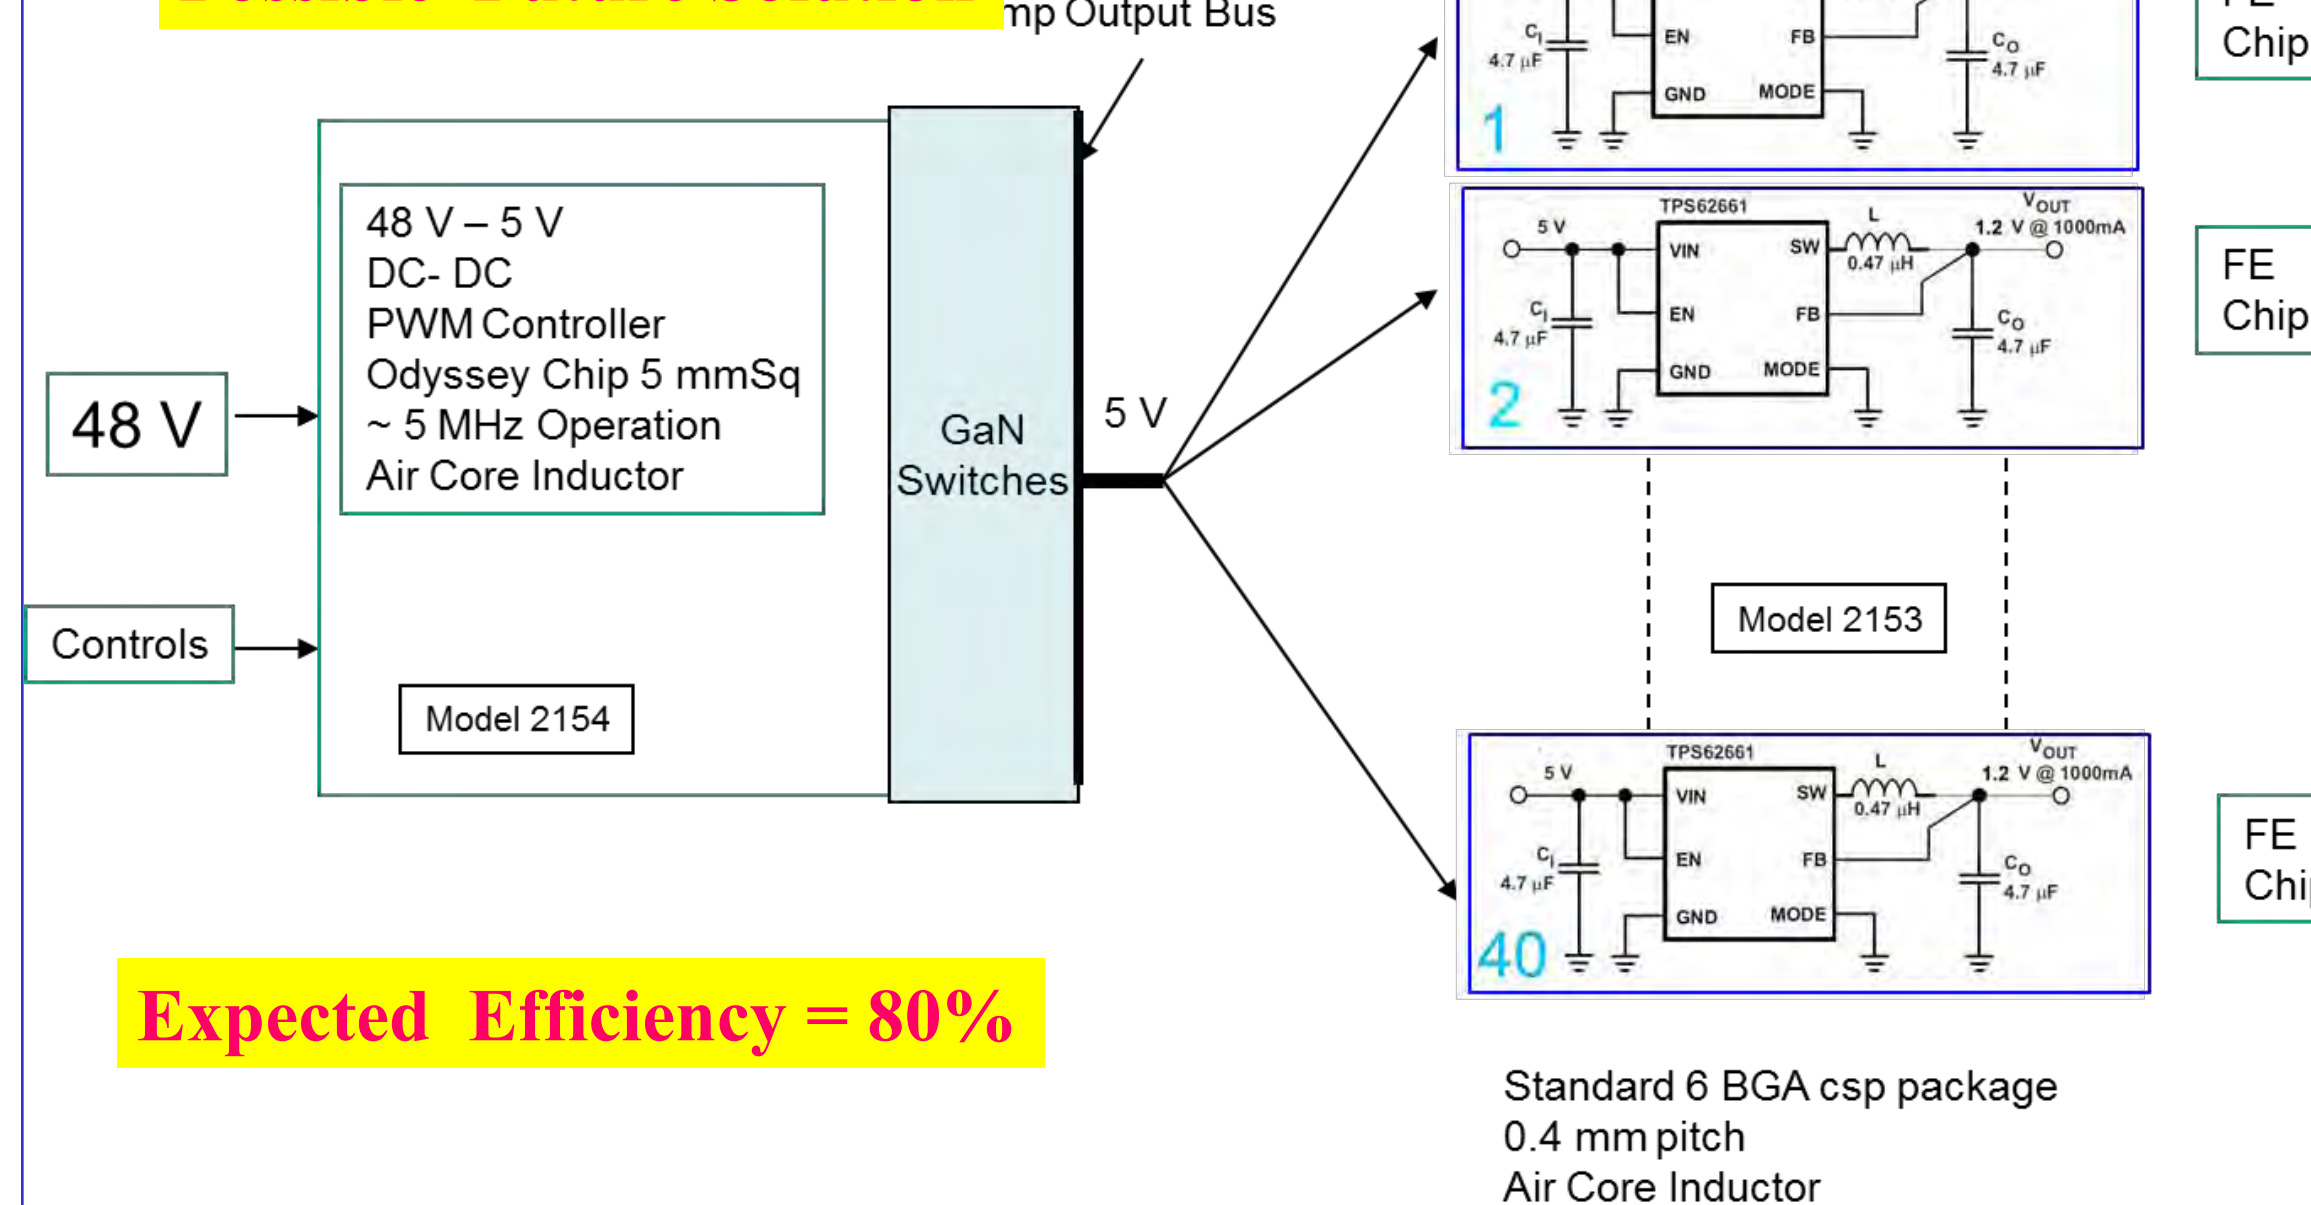 Output Bus
48 V – 5 V
DC- DC
PWM Controller
Odyssey Chip 5 mmSq
~ 5 MHz Operation
Air Core Inductor
48 V
Controls
Model 2154
GaN
Switches
5 V
CI
4.7 µF
EN
FB
GND
MODE
CO
4.7 µF
1
Chip
TPS62661
5 V
VIN
SW
L
0.47 µH
VOUT
1.2 V @ 1000mA
CI
4.7 µF
EN
FB
GND
MODE
CO
4.7 µF
2
FE
Chip
Model 2153
TPS62661
5 V
VIN
SW
L
0.47 µH
VOUT
1.2 V @ 1000mA
CI
4.7 µF
EN
FB
GND
MODE
CO
4.7 µF
40
FE
Expected Efficiency = 80%
Standard 6 BGA csp package
0.4 mm pitch
Air Core Inductor